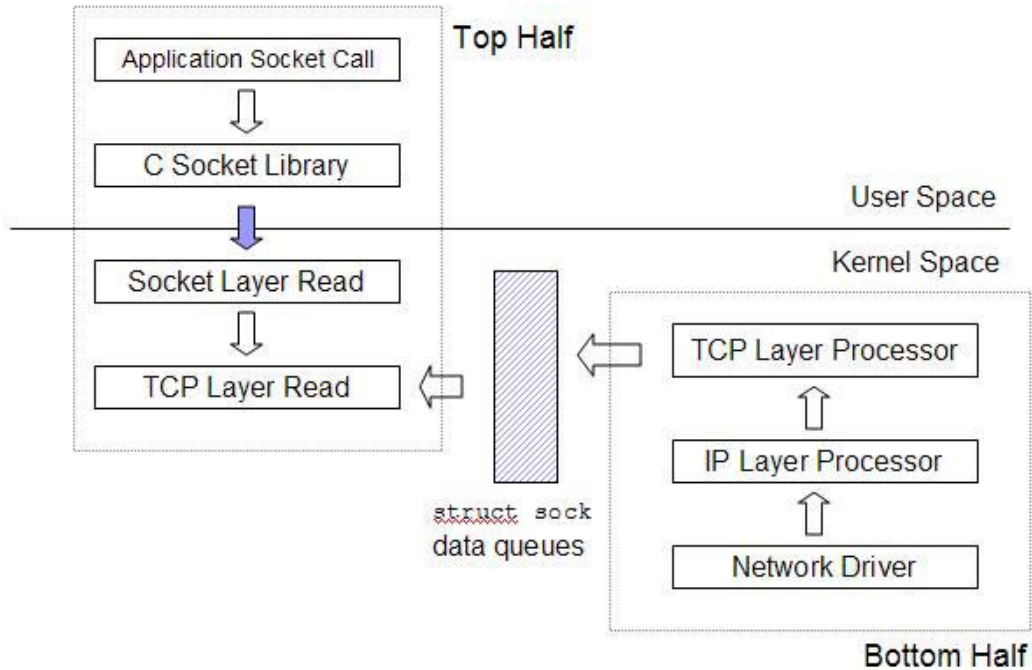 Top Half
Application Socket Call
C Socket Library
User Space
Kernel Space
Socket Layer Read
TCP Layer Read
struct sock
data queues
TCP Layer Processor
IP Layer Processor
Network Driver
Bottom Half